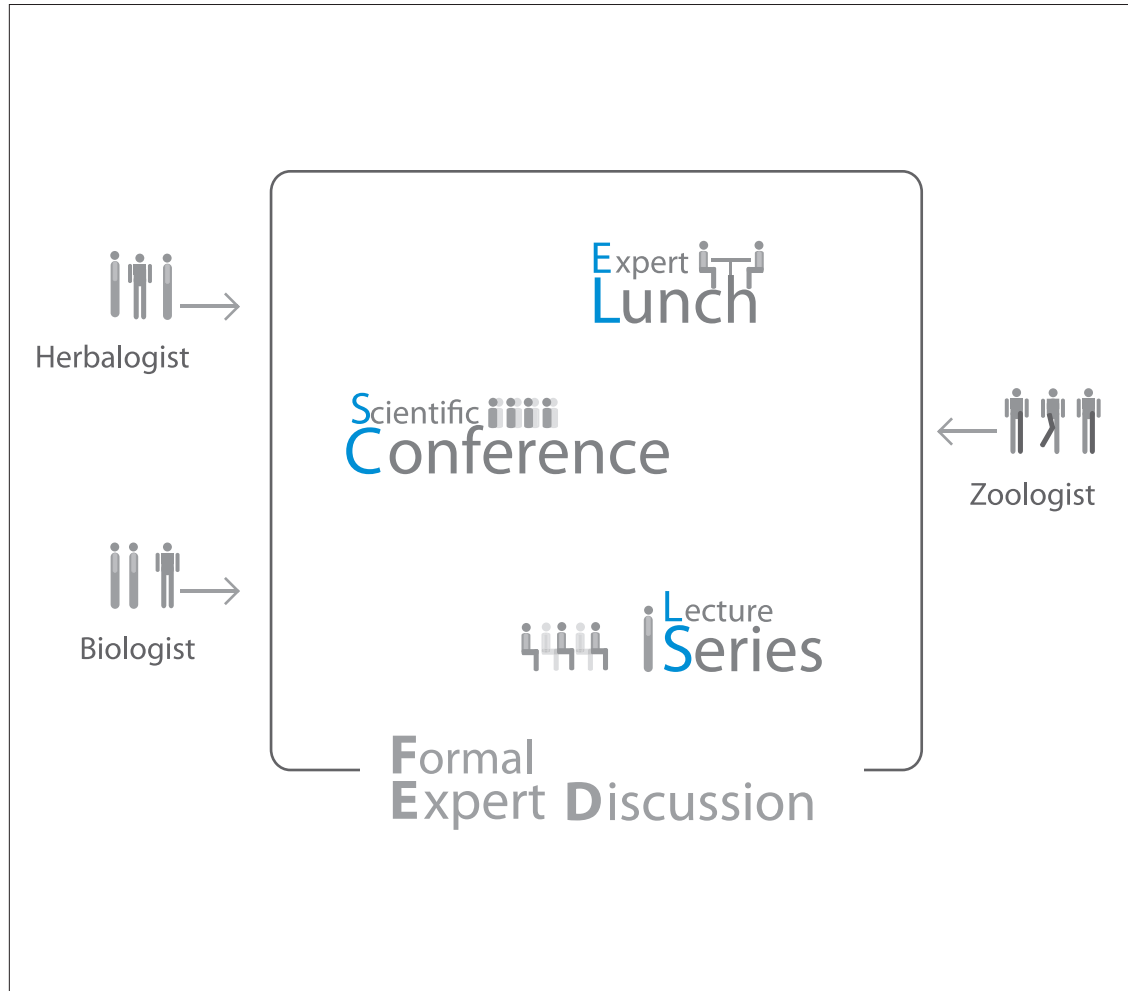 Expert
Lunch
Herbalogist
Scientific
Conference
Zoologist
Biologist
Lecture
Series
Formal
Expert Discussion